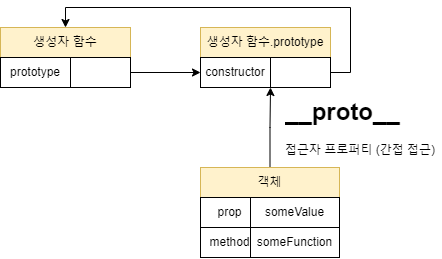 생성자 함수
prototype
생성자 함수.prototype
constructor
__proto__
접근자 프로퍼티 (간접 접근)
객체
prop someValue
method someFunction